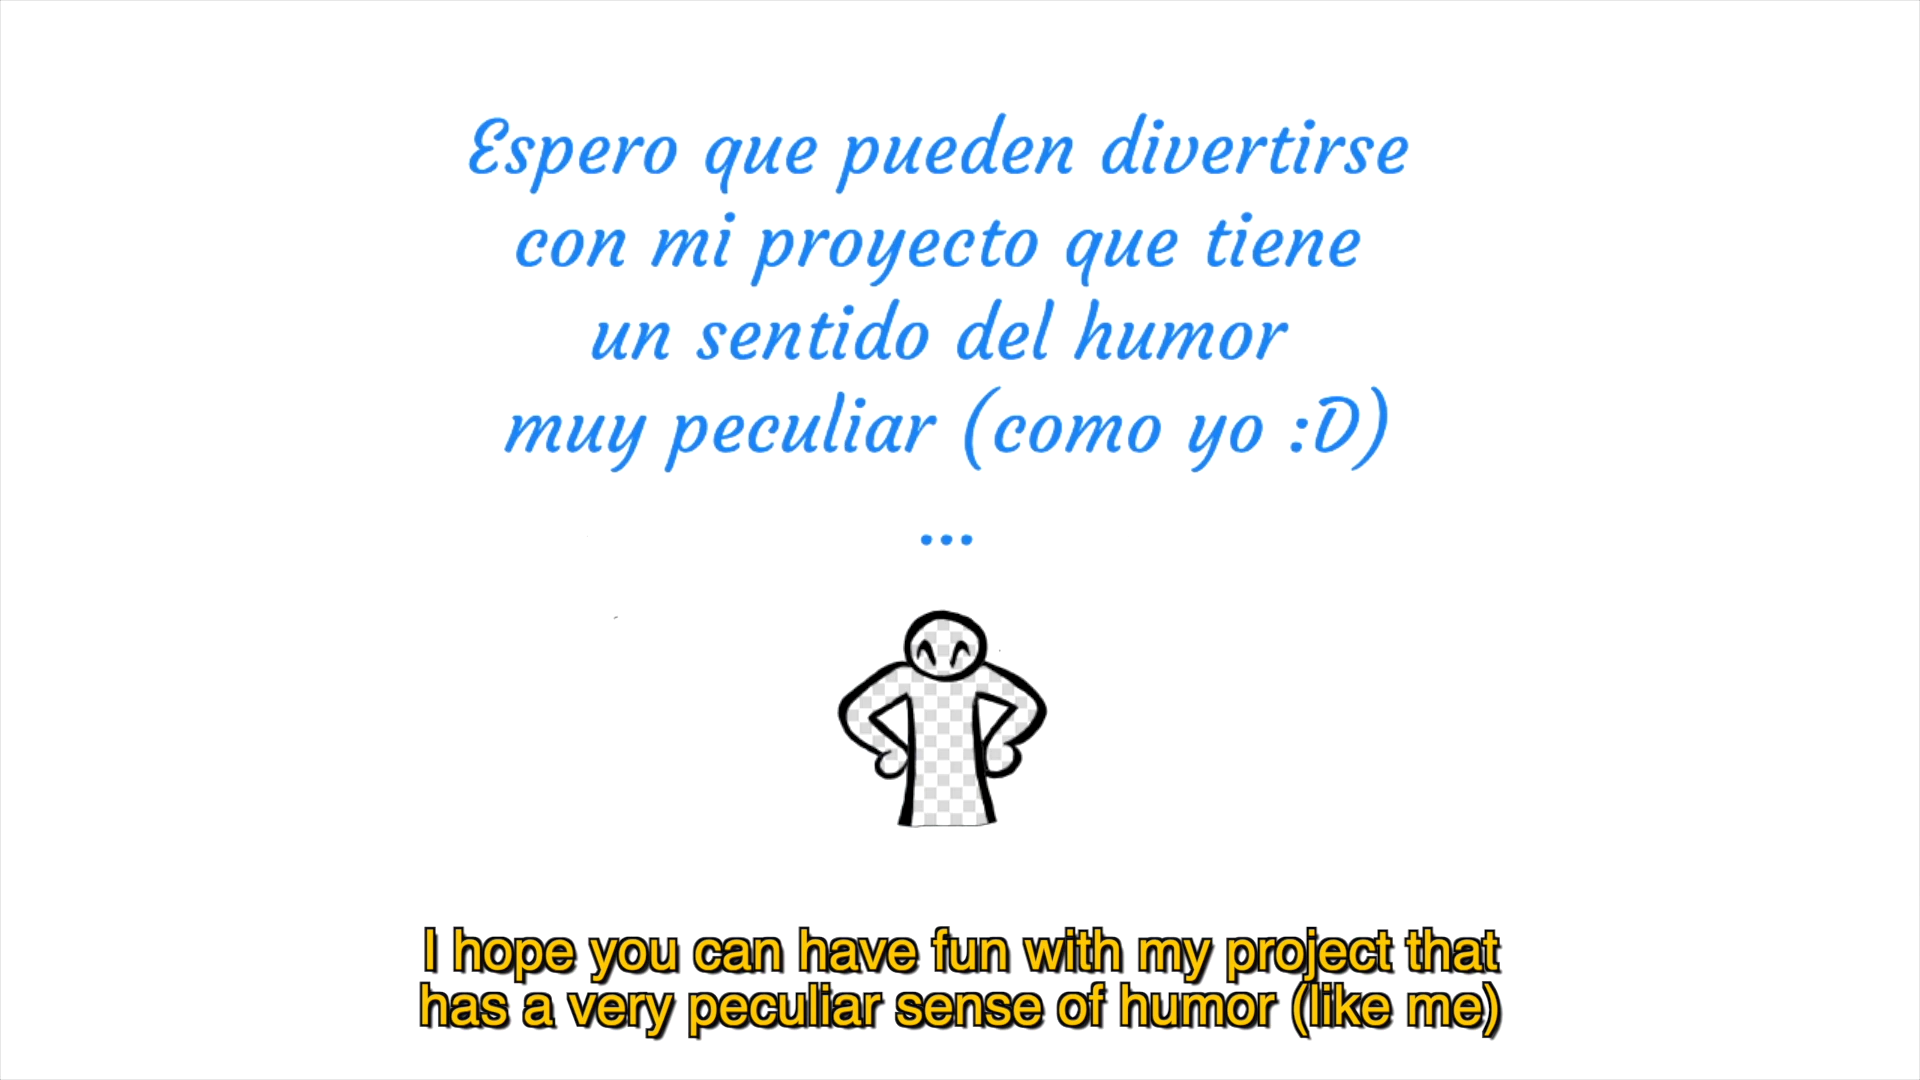 Espero que pueden divertirse
con mi proyecto que tiene
un sentido del humor
muy peculiar (como yo :D)
...
I hope you can have fun with my project that
has a very peculiar sense of humor (like me)